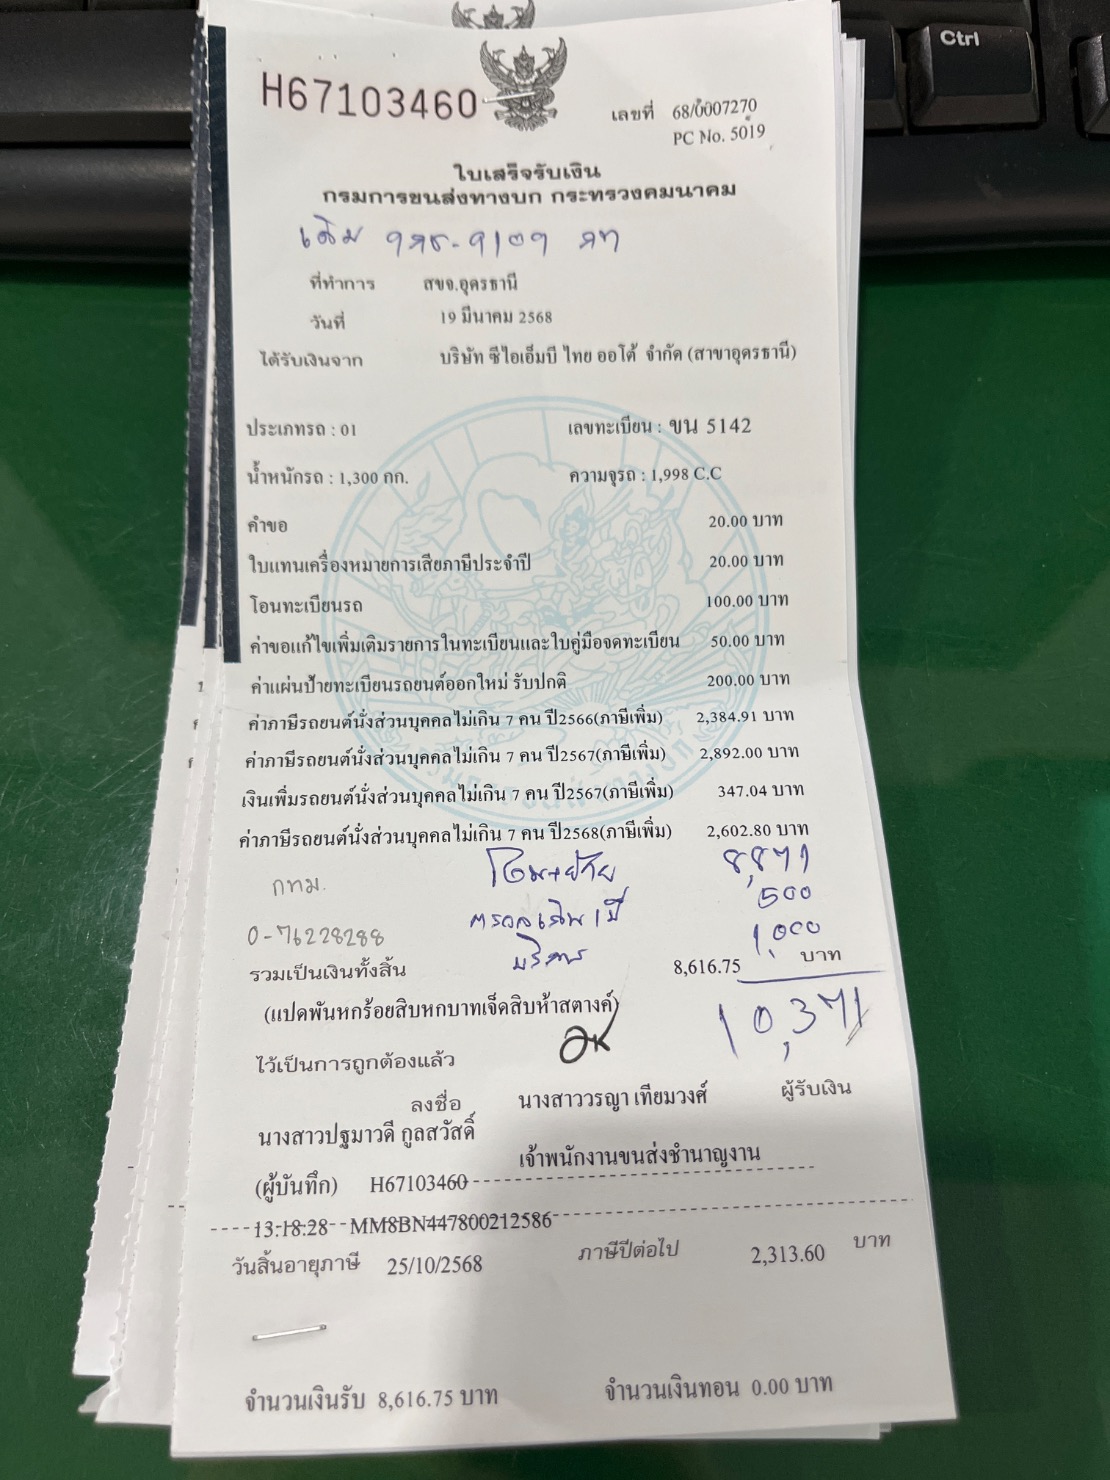 H67103460
เลขที่ 68/0007270
PC No. 5019
ใบเสร็จรับเงิน
กรมการขนส่งทางบก กระทรวงคมนาคม
เดิม
ที่ทำการ สขจ.อุดรธานี
วันที่ 19 มีนาคม 2568
ได้รับเงินจาก บริษัท ซีไอเอ็มบี ไทย ออโต้ จำกัด (สาขาอุดรธานี)
ประเภทรถ : 01 เลขทะเบียน : ขน 5142
น้ำหนักรถ : 1,300 กก. ความจุรถ : 1,998 C.C
คำขอ 20.00 บาท
ใบแทนเครื่องหมายการเสียภาษีประจำปี 20.00 บาท
โอนทะเบียนรถ 100.00 บาท
ค่าขอแก้ไขเพิ่มเติมรายการในทะเบียนและใบคู่มือจดทะเบียน 50.00 บาท
ค่าแผ่นป้ายทะเบียนรถยนต์ออกใหม่ รับปกติ 200.00 บาท
ค่าภาษีรถยนต์นั่งส่วนบุคคลไม่เกิน 7 คน ปี2566(ภาษีเพิ่ม) 2,384.91 บาท
ค่าภาษีรถยนต์นั่งส่วนบุคคลไม่เกิน 7 คน ปี2567(ภาษีเพิ่ม) 2,892.00 บาท
เงินเพิ่มรถยนต์นั่งส่วนบุคคลไม่เกิน 7 คน ปี2567(ภาษีเพิ่ม) 347.04 บาท
ค่าภาษีรถยนต์นั่งส่วนบุคคลไม่เกิน 7 คน ปี2568(ภาษีเพิ่ม) 2,602.80 บาท
กทม. โอน+ย้าย 8,871
0-76228288 500
บริการ 1,000
รวมเป็นเงินทั้งสิ้น 8,616.75 บาท
(แปดพันหกร้อยสิบหกบาทเจ็ดสิบห้าสตางค์) 10,371
ไว้เป็นการถูกต้องแล้ว
ลงชื่อ นางสาววรญา เทียมวงศ์ ผู้รับเงิน
นางสาวปฐมาวดี กูลสวัสดิ์
เจ้าพนักงานขนส่งชำนาญงาน
(ผู้บันทึก) H67103460
13:18:28 MM8BN447800212586
วันสิ้นอายุภาษี 25/10/2568 ภาษีปีต่อไป 2,313.60 บาท
จำนวนเงินรับ 8,616.75 บาท จำนวนเงินทอน 0.00 บาท